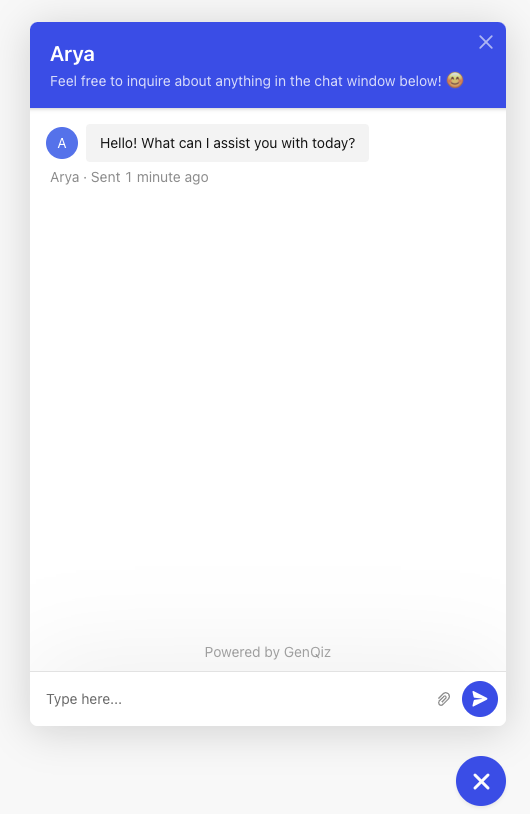 Arya
Feel free to inquire about anything in the chat window below! 😊
A
Hello! What can I assist you with today?
Arya · Sent 1 minute ago
Powered by GenQiz
Type here...